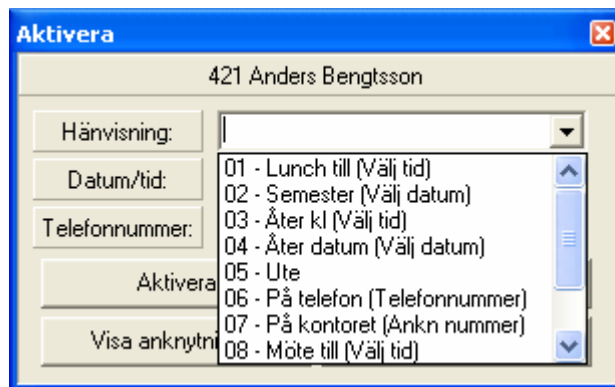 Aktivera
421 Anders Bengtsson
Hänvisning:
01 - Lunch till (Välj tid)
Datum/tid:
02 - Semester (Välj datum)
03 - Åter kl (Välj tid)
Telefonnummer:
04 - Åter datum (Välj datum)
05 - Ute
Aktivera
06 - På telefon (Telefonnummer)
07 - På kontoret (Ankn nummer)
Visa anknytni
08 - Möte till (Välj tid)